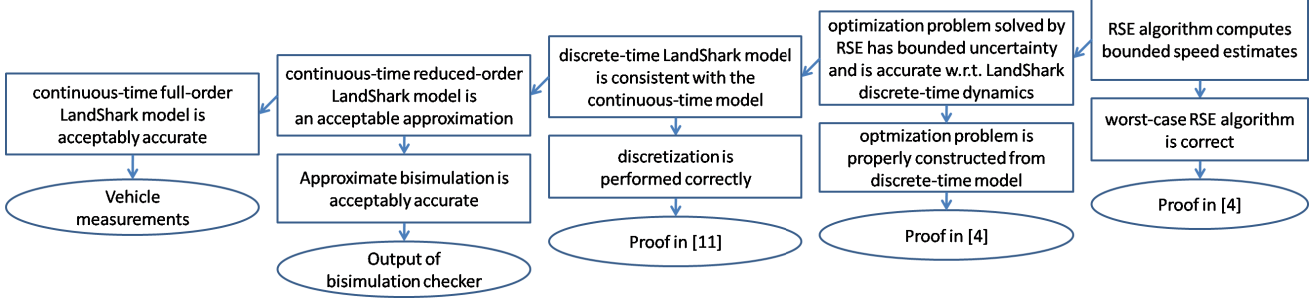 continuous-time full-order
LandShark model is
acceptably accurate
Vehicle
measurements
continuous-time reduced-order
LandShark model is
an acceptable approximation
Approximate bisimulation is
acceptably accurate
Output of
bisimulation checker
discrete-time LandShark model
is consistent with the
continuous-time model
discretization is
performed correctly
Proof in [11]
optimization problem solved by
RSE has bounded uncertainty
and is accurate w.r.t. LandShark
discrete-time dynamics
optmization problem is
properly constructed from
discrete-time model
Proof in [4]
RSE algorithm computes
bounded speed estimates
worst-case RSE algorithm
is correct
Proof in [4]